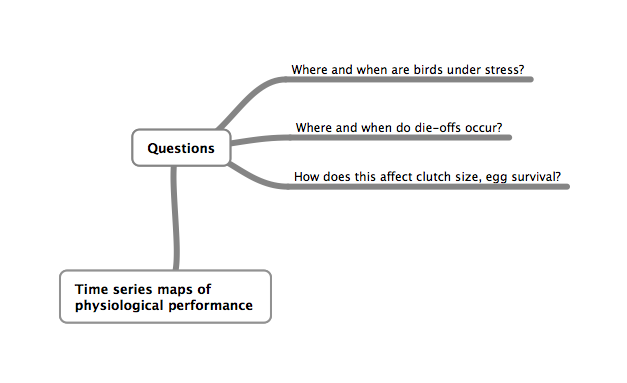 Where and when are birds under stress?
Where and when do die-offs occur?
Questions
How does this affect clutch size, egg survival?
Time series maps of
physiological performance